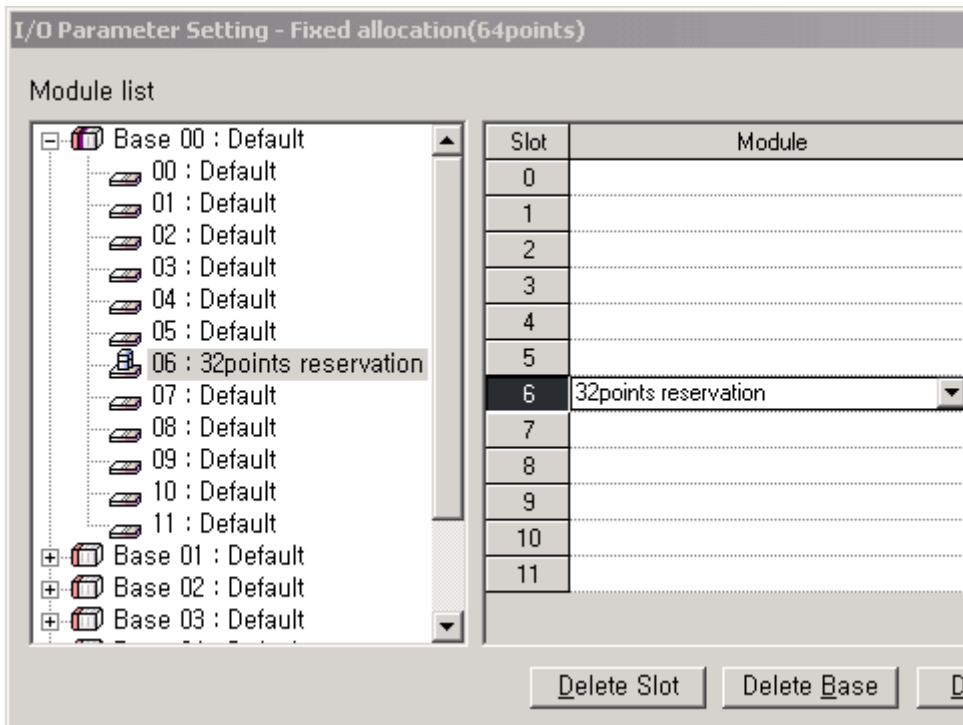 I/O Parameter Setting - Fixed allocation(64points)
Module list
Base 00 : Default
00 : Default
01 : Default
02 : Default
03 : Default
04 : Default
05 : Default
06 : 32points reservation
07 : Default
08 : Default
09 : Default
10 : Default
11 : Default
Base 01 : Default
Base 02 : Default
Base 03 : Default
Slot Module
0
1
2
3
4
5
6 32points reservation
7
8
9
10
11
Delete Slot Delete Base D